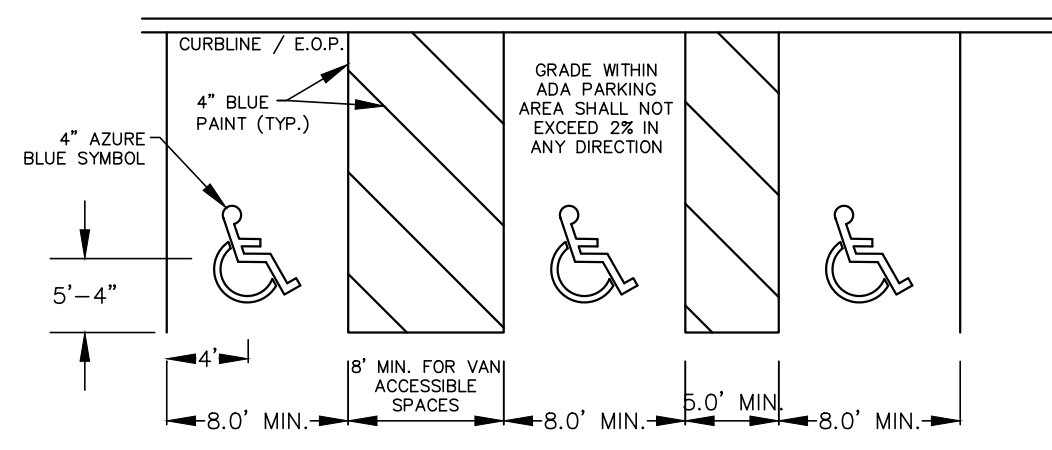 CURBLINE / E.O.P.
4" BLUE
PAINT (TYP.)
GRADE WITHIN
ADA PARKING
AREA SHALL NOT
EXCEED 2% IN
ANY DIRECTION
4" AZURE
BLUE SYMBOL
5'-4"
4'
8' MIN. FOR VAN
ACCESSIBLE
SPACES
8.0' MIN.
8.0' MIN.
5.0' MIN.
8.0' MIN.